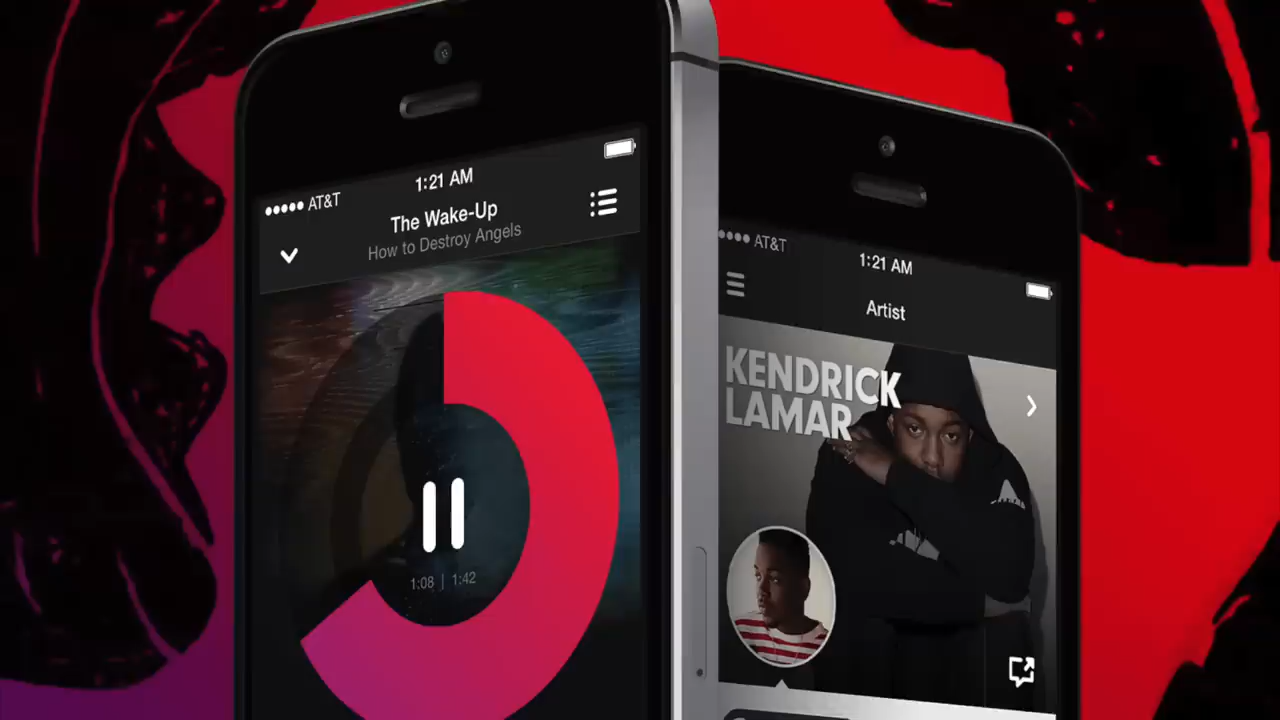 AT&T
1:21 AM
The Wake-Up
How to Destroy Angels
1:08 | 1:42
AT&T
1:21 AM
Artist
KENDRICK
LAMAR